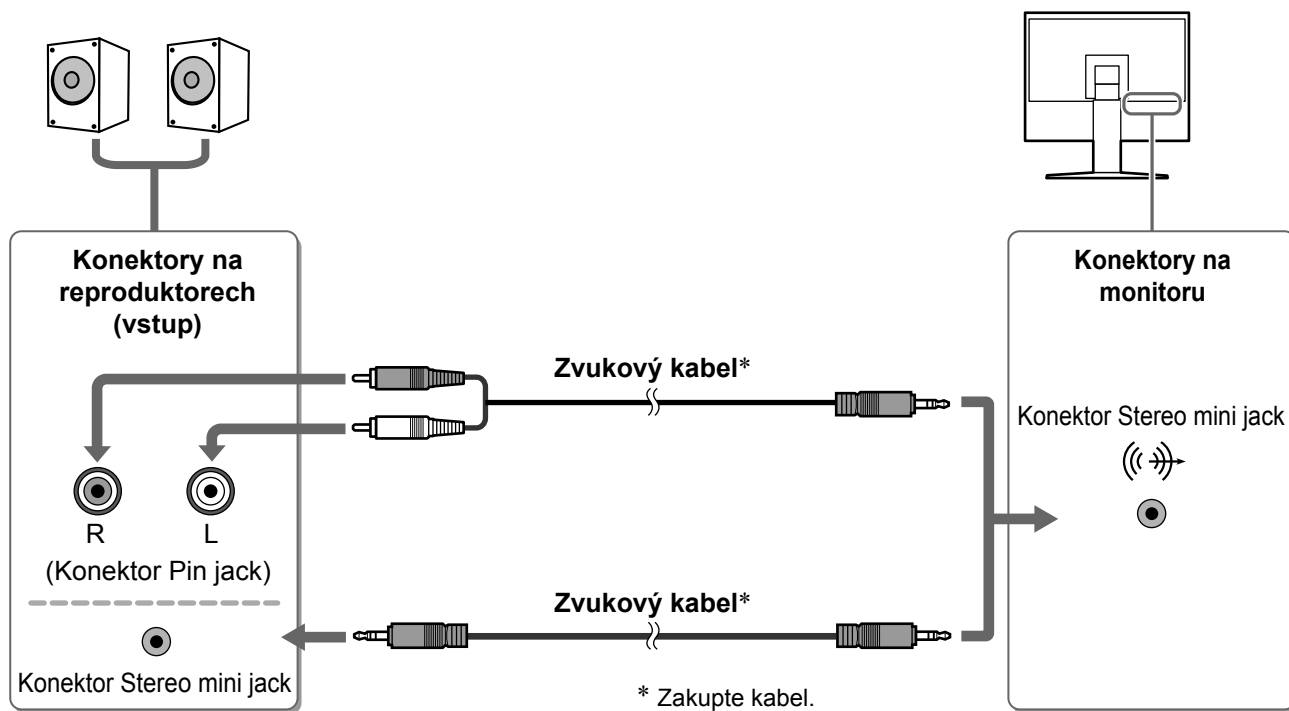 Konektory na
reproduktorech
(vstup)
R
L
(Konektor Pin jack)
Konektor Stereo mini jack
Zvukový kabel*
Zvukový kabel*
* Zakupte kabel.
Konektory na
monitoru
Konektor Stereo mini jack